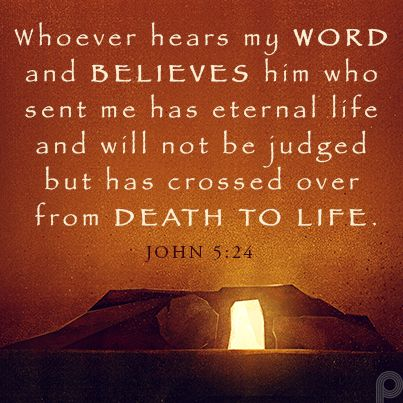 Whoever hears my WORD
and BELIEVES him who
sent me has eternal life
and will not be judged
but has crossed over
from DEATH TO LIFE.
JOHN 5:24